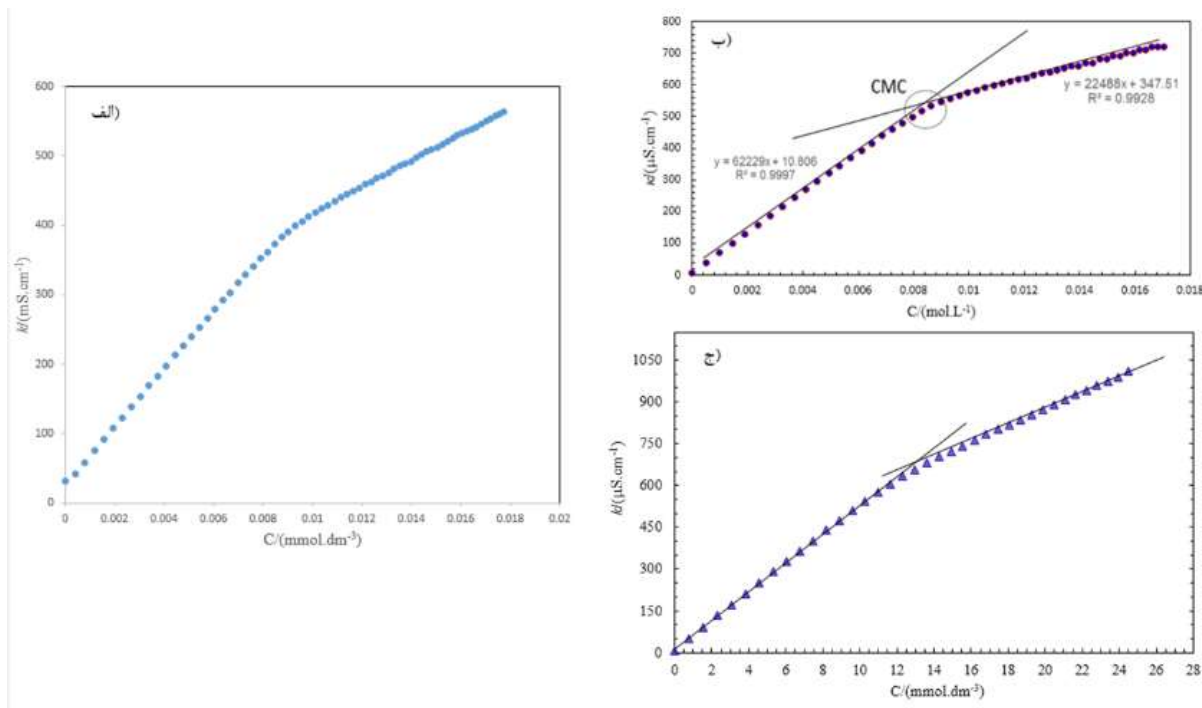 الف)
600
500
400
300
200
100
0
κ/(mS.cm⁻¹)
0 0.002 0.004 0.006 0.008 0.01 0.012 0.014 0.016 0.018 0.02
C/(mmol.dm⁻³)
ب)
800
700
600
500
400
300
200
100
0
κ/(µS.cm⁻¹)
CMC
y = 22488x + 347.51
R² = 0.9928
y = 62229x + 10.806
R² = 0.9997
0 0.002 0.004 0.006 0.008 0.01 0.012 0.014 0.016 0.018
C/(mol.L⁻¹)
ج)
1050
900
750
600
450
300
150
0
κ/(µS.cm⁻¹)
0 2 4 6 8 10 12 14 16 18 20 22 24 26 28
C/(mmol.dm⁻³)